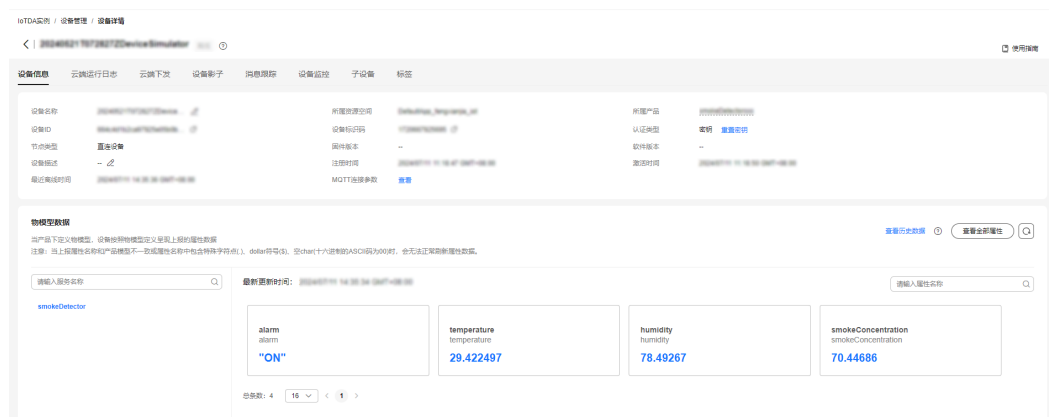 IoTDA实例 / 设备管理 / 设备详情
20240521T072827ZDeviceSimulator
使用指南
设备信息 云端运行日志 云端下发 设备影子 消息跟踪 设备监控 子设备 标签
设备名称 所属资源空间 所属产品
设备ID 设备标识码 认证类型 密钥 重置密钥
节点类型 直连设备 固件版本 -- 软件版本 --
设备描述 -- 注册时间 激活时间
最近离线时间 MQTT连接参数 查看
物模型数据
当产品下定义物模型，设备按照物模型定义呈现上报的属性数据
注意：当上报属性名称和产品模型不一致或属性名称中包含特殊字符点(.)、dollar符号($)、空char(十六进制的ASCII码为00)时，会无法正常刷新属性数据。
查看历史数据 查看全部属性
请输入服务名称 最新更新时间： 请输入属性名称
smokeDetector
alarm temperature humidity smokeConcentration
alarm temperature humidity smokeConcentration
"ON" 29.422497 78.49267 70.44686
总条数：4 16 1